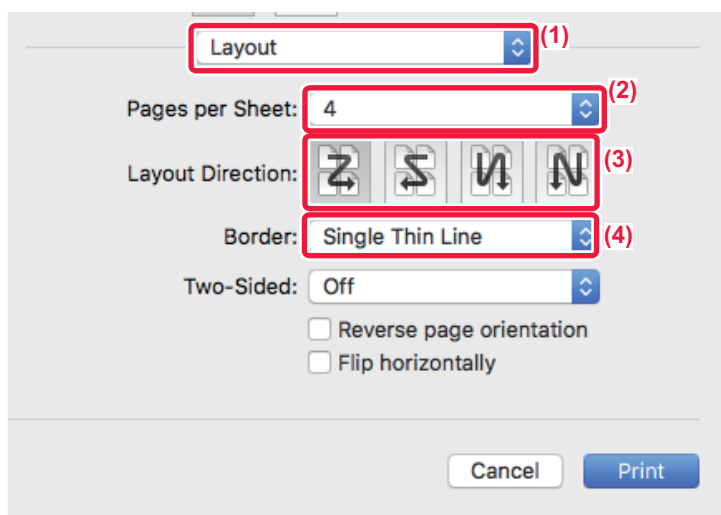 Layout (1)
Pages per Sheet: 4 (2)
Layout Direction: (3)
Border: Single Thin Line (4)
Two-Sided: Off
Reverse page orientation
Flip horizontally
Cancel Print